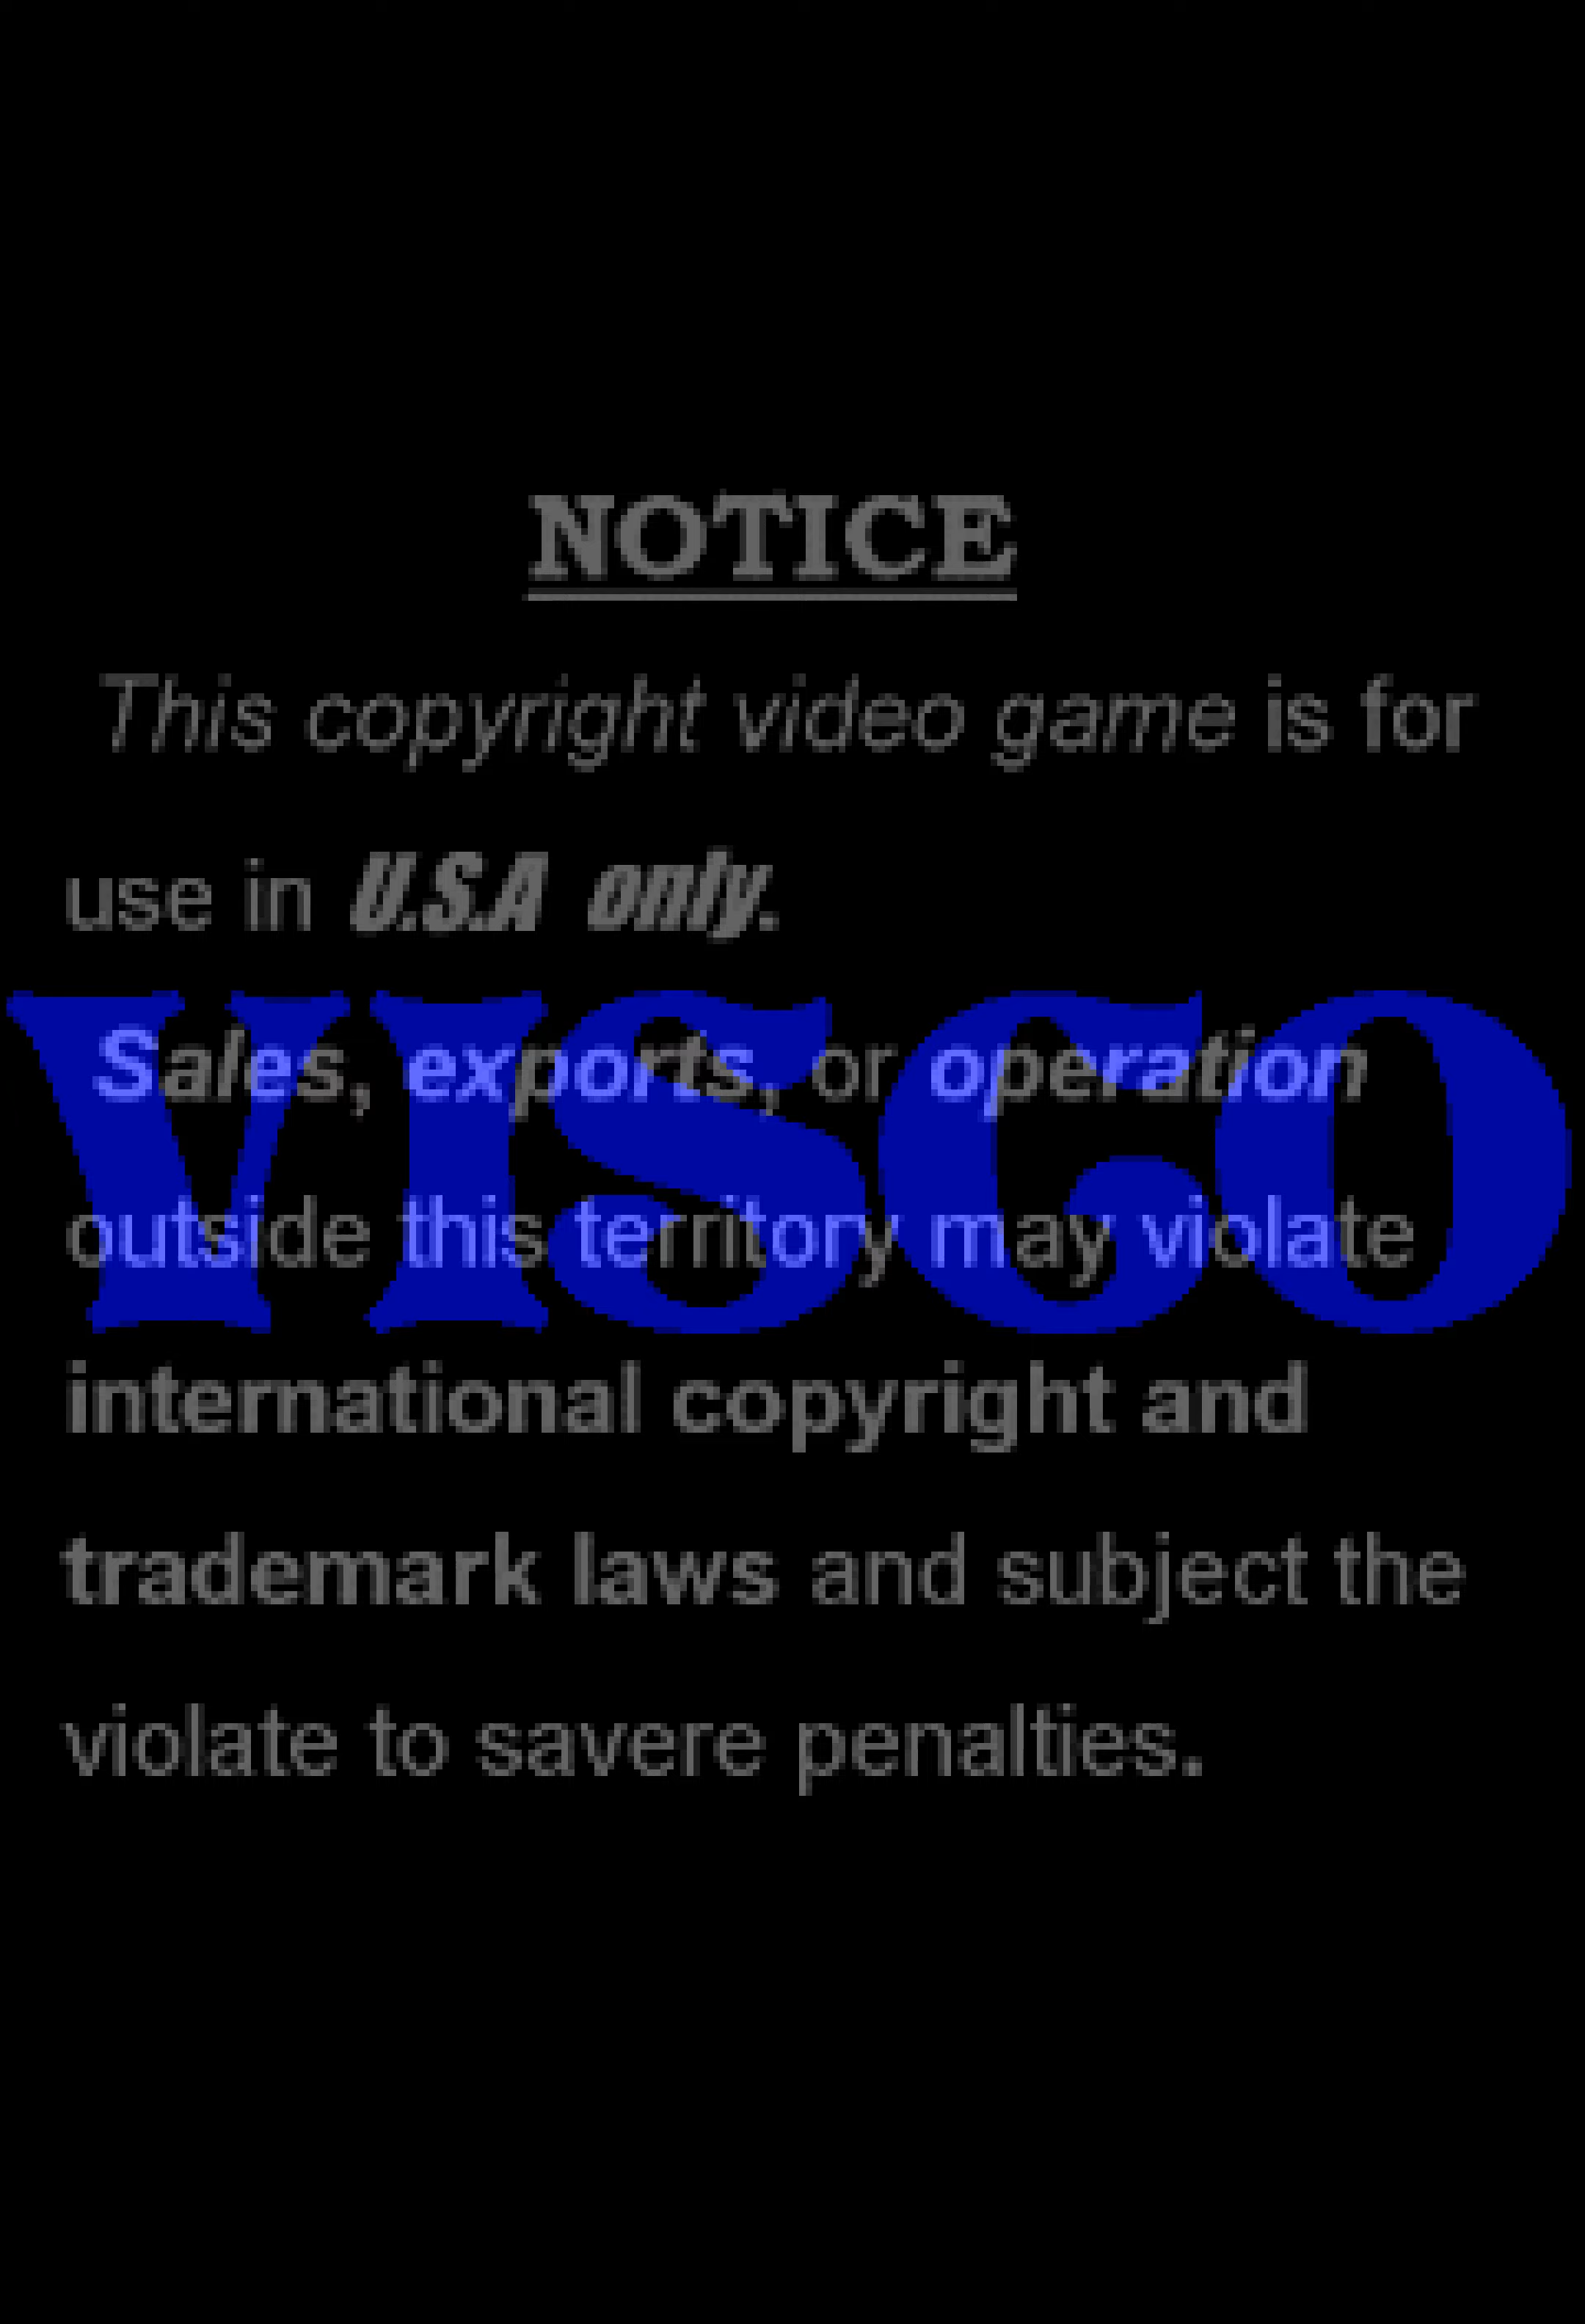 NOTICE
This copyright video game is for
use in U.S.A only.
VISCO
Sales, exports, or operation
outside this territory may violate
international copyright and
trademark laws and subject the
violate to savere penalties.